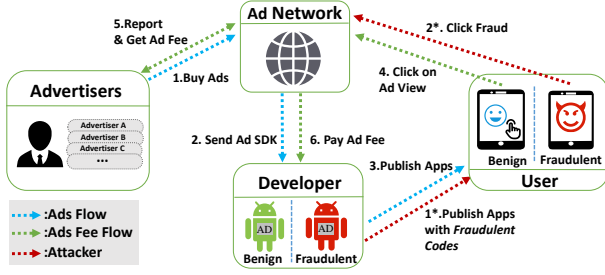 Ad Network
5.Report
& Get Ad Fee
1.Buy Ads
2*. Click Fraud
4. Click on
Ad View
Advertisers
Advertiser A
Advertiser B
Advertiser C
...
2. Send Ad SDK
6. Pay Ad Fee
Benign
Fraudulent
User
3.Publish Apps
Developer
AD
AD
Benign
Fraudulent
1*.Publish Apps
with Fraudulent
Codes
:Ads Flow
:Ads Fee Flow
:Attacker